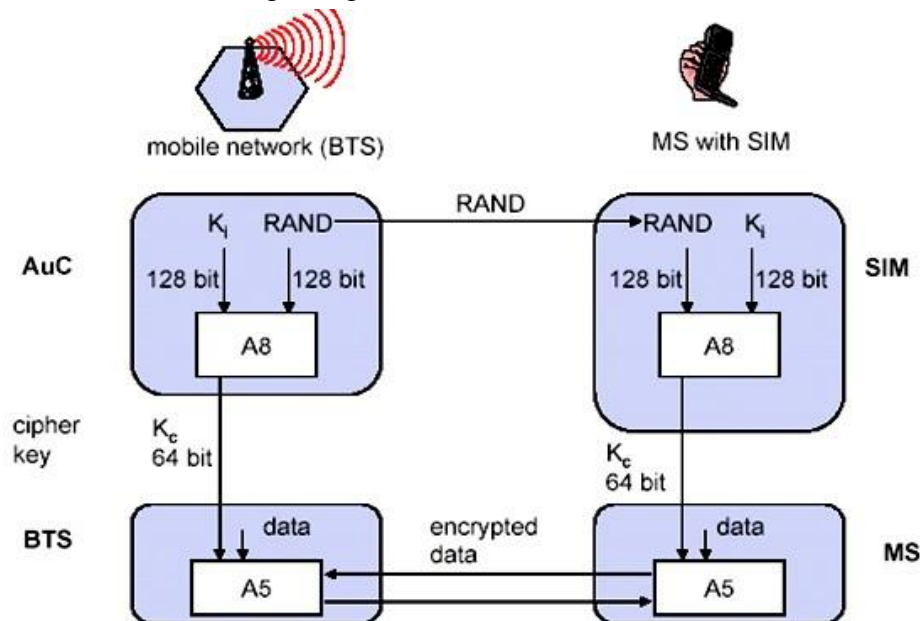 mobile network (BTS)
MS with SIM
RAND
Ki RAND
RAND Ki
AuC
SIM
128 bit 128 bit
128 bit 128 bit
A8
A8
cipher
key
Kc
64 bit
Kc
64 bit
BTS
data
encrypted
data
data
MS
A5
A5